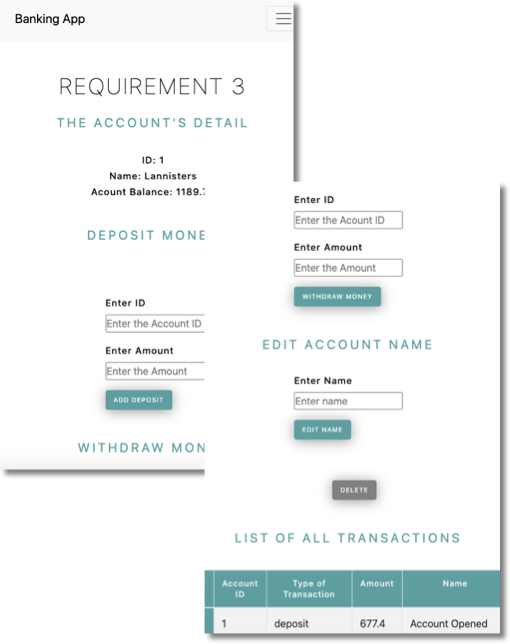 Banking App
REQUIREMENT 3
THE ACCOUNT'S DETAIL
ID: 1
Name: Lannisters
Acount Balance: 1189.
DEPOSIT MONE
Enter ID
Enter the Account ID
Enter Amount
Enter the Amount
ADD DEPOSIT
WITHDRAW MON
Enter ID
Enter the Acount ID
Enter Amount
Enter the Amount
WITHDRAW MONEY
EDIT ACCOUNT NAME
Enter Name
Enter name
EDIT NAME
DELETE
LIST OF ALL TRANSACTIONS
Account ID Type of Transaction Amount Name
1 deposit 677.4 Account Opened